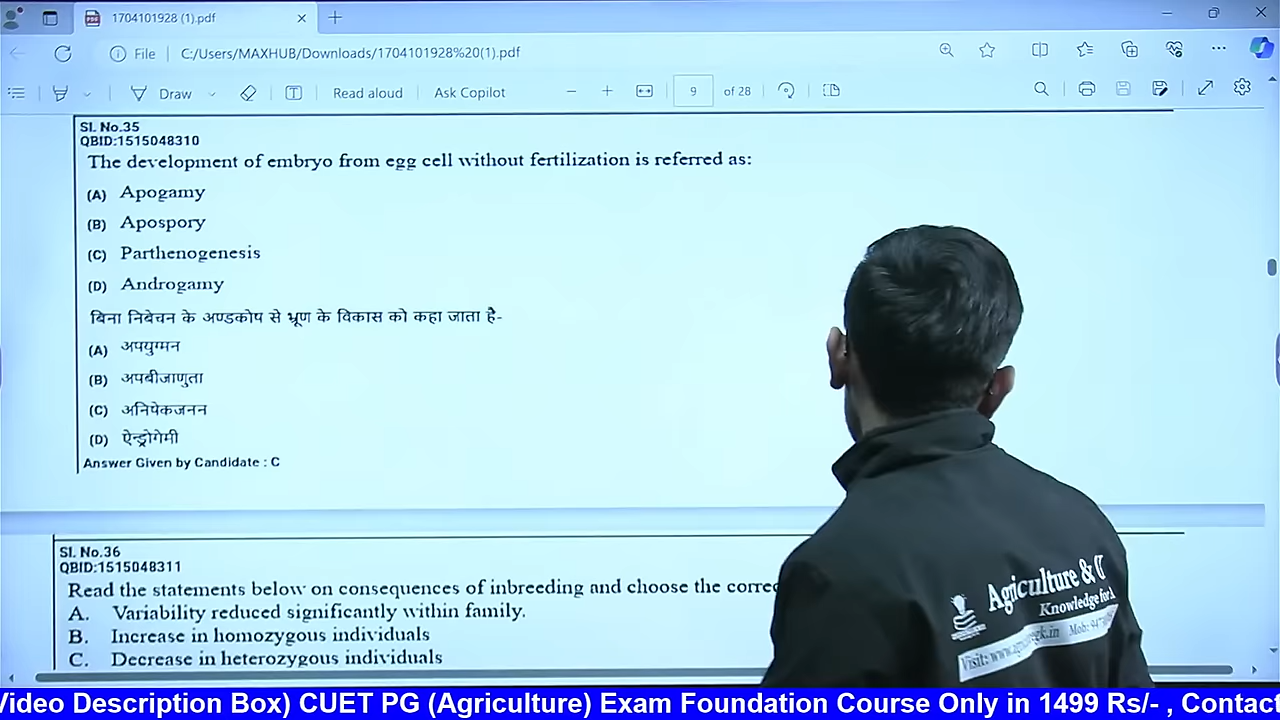 1704101928 (1).pdf
File
C:/Users/MAXHUB/Downloads/1704101928%20(1).pdf
Draw
Read aloud
Ask Copilot
9
of 28
SI. No.35
QBID:1515048310
The development of embryo from egg cell without fertilization is referred as:
(A) Apogamy
(B) Apospory
(C) Parthenogenesis
(D) Androgamy
बिना निषेचन के अण्डकोष से भ्रूण के विकास को कहा जाता है-
(A) अपयुग्मन
(B) अपबीजाणुता
(C) अनिषेकजनन
(D) ऐन्ड्रोगेमी
Answer Given by Candidate : C
SI. No.36
QBID:1515048311
Read the statements below on consequences of inbreeding and choose the correc
A. Variability reduced significantly within family.
B. Increase in homozygous individuals
C. Decrease in heterozygous individuals
Agriculture &
Knowledge for
Visit:
Mob:
Video Description Box) CUET PG (Agriculture) Exam Foundation Course Only in 1499 Rs/- , Contact